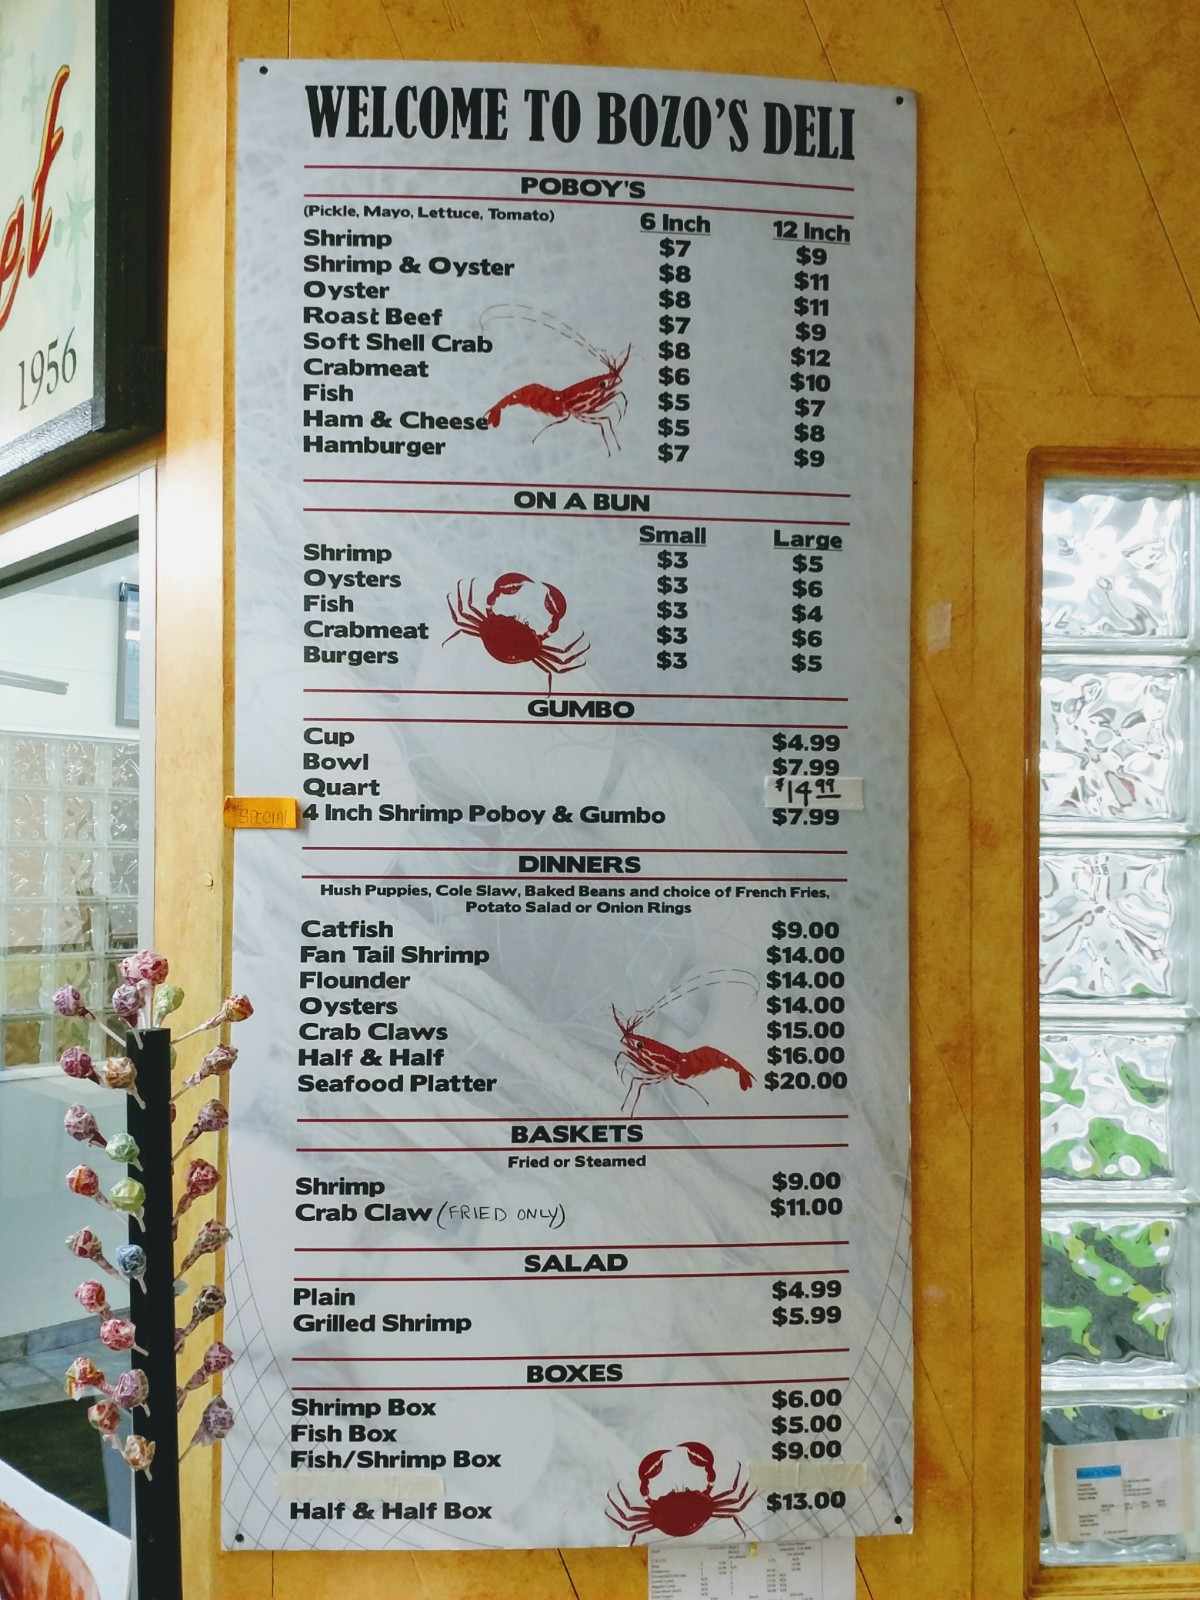 et
1956
WELCOME TO BOZO'S DELI
POBOY'S
(Pickle, Mayo, Lettuce, Tomato) 6 Inch 12 Inch
Shrimp $7 $9
Shrimp & Oyster $8 $11
Oyster $8 $11
Roast Beef $7 $9
Soft Shell Crab $8 $12
Crabmeat $6 $10
Fish $5 $7
Ham & Cheese $5 $8
Hamburger $7 $9
ON A BUN
Small Large
Shrimp $3 $5
Oysters $3 $6
Fish $3 $4
Crabmeat $3 $6
Burgers $3 $5
GUMBO
Cup $4.99
Bowl $7.99
Quart $14.99
SPECIAL 4 Inch Shrimp Poboy & Gumbo $7.99
DINNERS
Hush Puppies, Cole Slaw, Baked Beans and choice of French Fries,
Potato Salad or Onion Rings
Catfish $9.00
Fan Tail Shrimp $14.00
Flounder $14.00
Oysters $14.00
Crab Claws $15.00
Half & Half $16.00
Seafood Platter $20.00
BASKETS
Fried or Steamed
Shrimp $9.00
Crab Claw (FRIED ONLY) $11.00
SALAD
Plain $4.99
Grilled Shrimp $5.99
BOXES
Shrimp Box $6.00
Fish Box $5.00
Fish/Shrimp Box $9.00
Half & Half Box $13.00